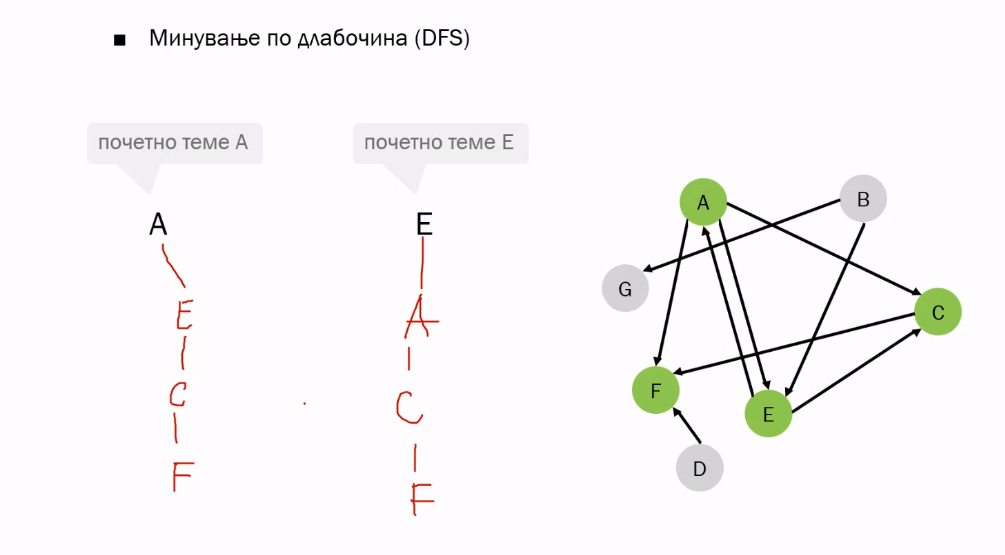 ■ Минување по длабочина (DFS)
почетно теме A
почетно теме E
A
E
C
F
E
A
C
F
A
B
G
C
F
E
D